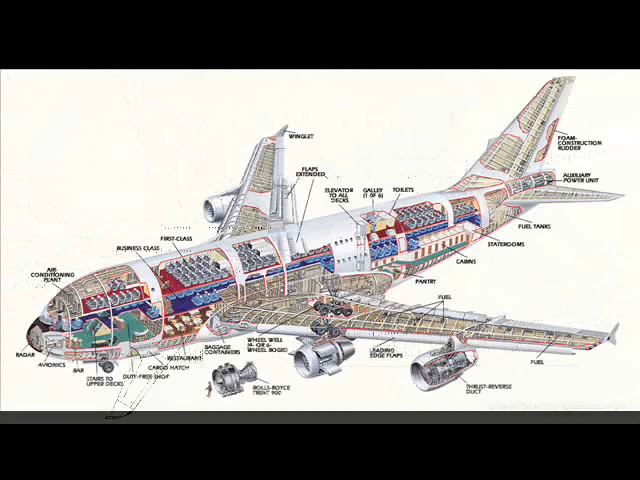 WINGLET
FLAPS
EXTENDED
FOAM-
CONSTRUCTION
RUDDER
AUXILIARY
POWER UNIT
ELEVATOR
TO ALL
DECKS
GALLEY
(1 OF 6)
TOILETS
FUEL TANKS
STATEROOMS
CABINS
PANTRY
FIRST-CLASS
BUSINESS CLASS
AIR
CONDITIONING
PLANT
FUEL
RADAR
AVIONICS
BAR
STAIRS TO
UPPER DECKS
DUTY-FREE SHOP
CARGO HATCH
RESTAURANT
BAGGAGE
CONTAINERS
WHEEL WELL
(4- OR 6-
WHEEL BOGIE)
LEADING
EDGE FLAPS
FUEL
ROLLS-ROYCE
TRENT 900
THRUST-REVERSE
DUCT